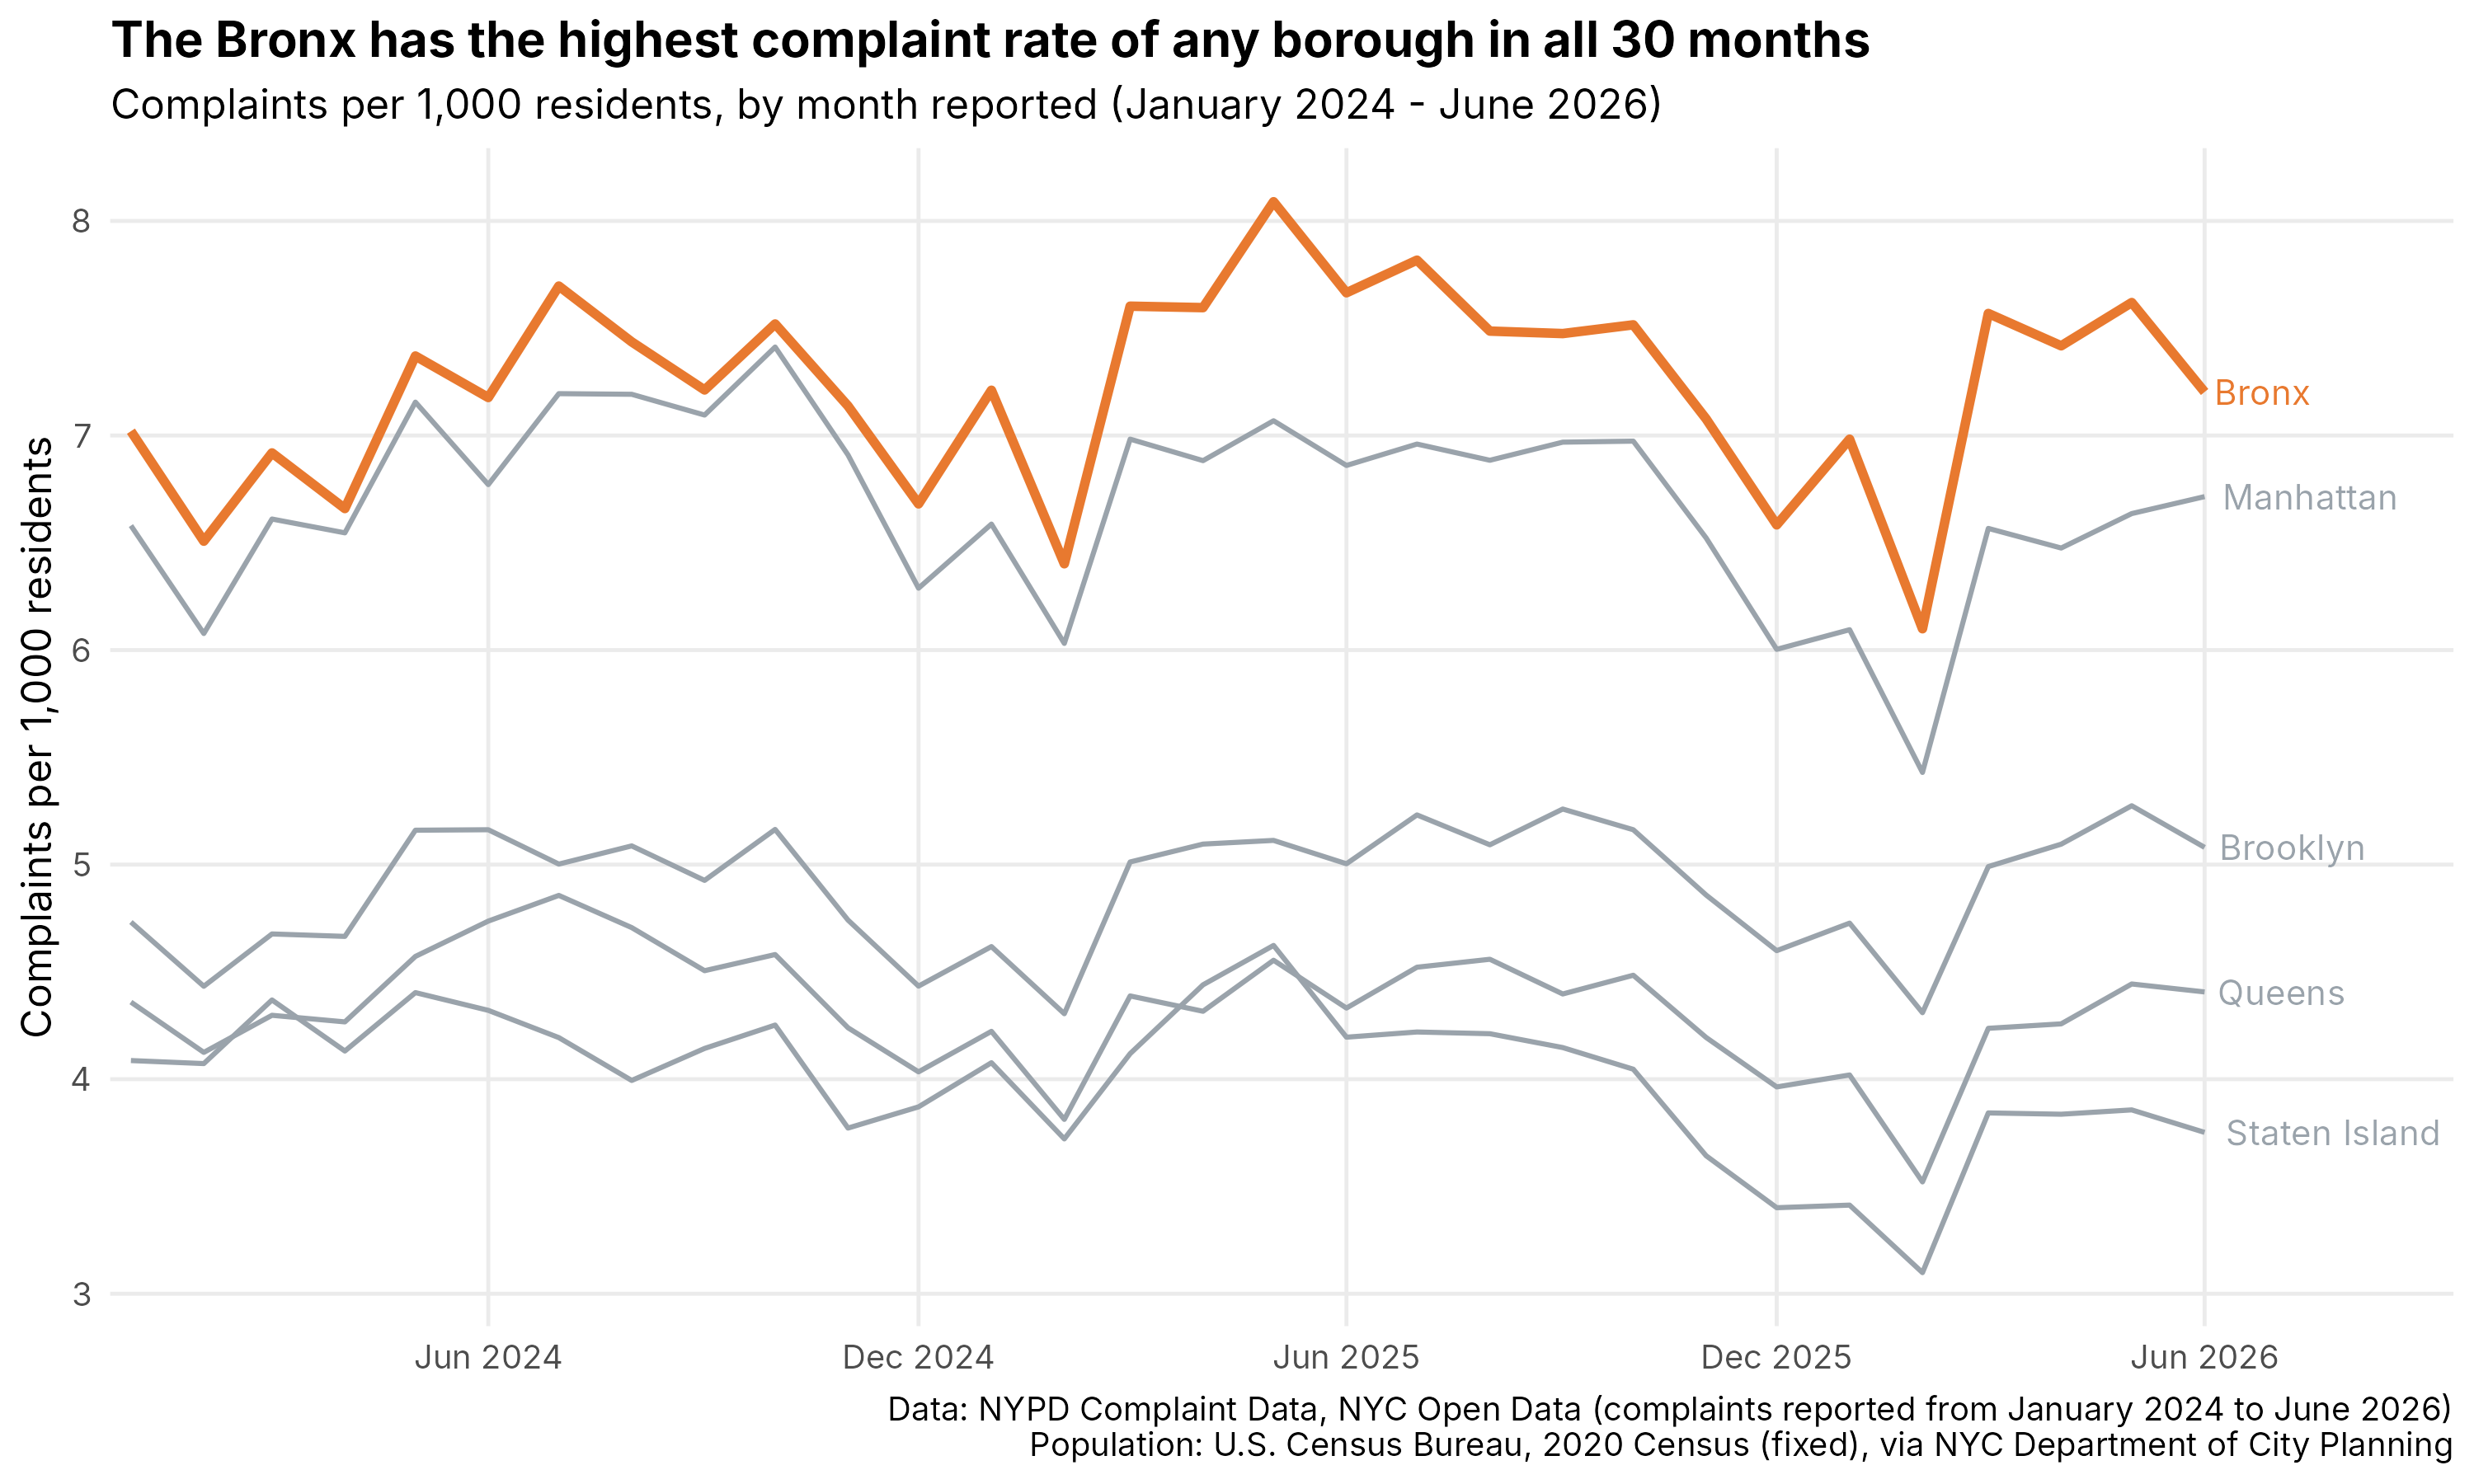 The Bronx has the highest complaint rate of any borough in all 30 months
Complaints per 1,000 residents, by month reported (January 2024 - June 2026)
Complaints per 1,000 residents
8
7
6
5
4
3
Bronx
Manhattan
Brooklyn
Queens
Staten Island
Jun 2024
Dec 2024
Jun 2025
Dec 2025
Jun 2026
Data: NYPD Complaint Data, NYC Open Data (complaints reported from January 2024 to June 2026)
Population: U.S. Census Bureau, 2020 Census (fixed), via NYC Department of City Planning